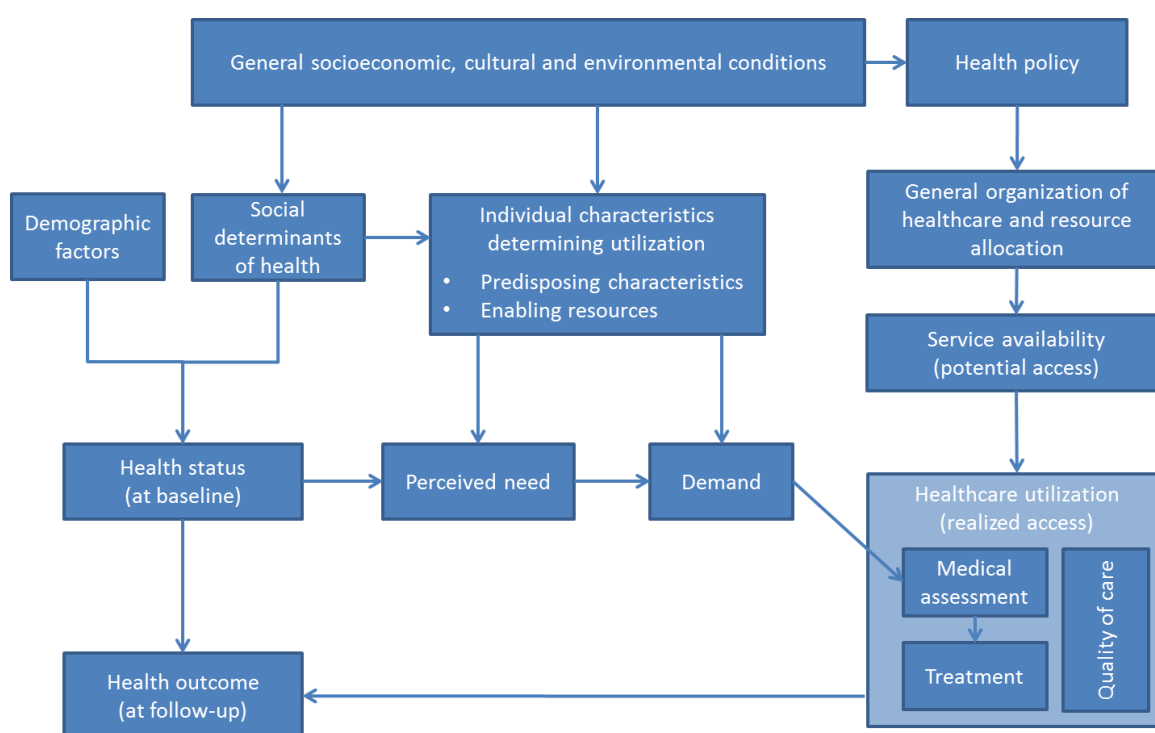 General socioeconomic, cultural and environmental conditions
Health policy
Demographic
factors
Social
determinants
of health
Individual characteristics
determining utilization
• Predisposing characteristics
• Enabling resources
General organization of
healthcare and resource
allocation
Service availability
(potential access)
Health status
(at baseline)
Perceived need
Demand
Healthcare utilization
(realized access)
Medical
assessment
Treatment
Quality of care
Health outcome
(at follow-up)